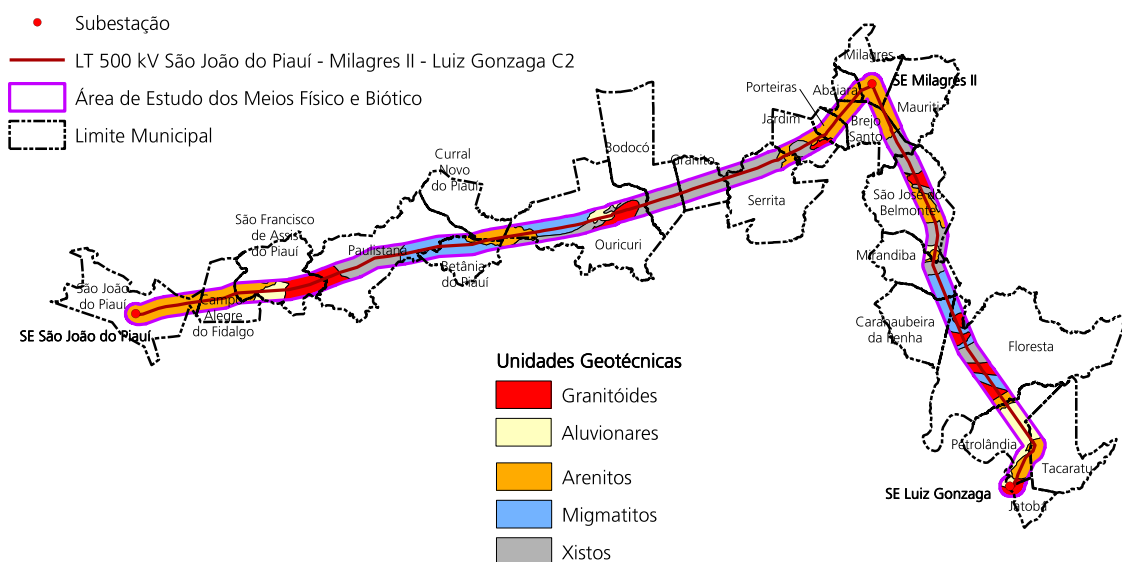 Subestação
LT 500 kV São João do Piauí - Milagres II - Luiz Gonzaga C2
Área de Estudo dos Meios Físico e Biótico
Limite Municipal
Milagres
SE Milagres II
Porteiras
Abaiara
Mauriti
Jardim
Brejo
Santo
Bodocó
Granito
Curral
Novo
do Piauí
Serrita
São José do
Belmonte
São Francisco
de Assis
do Piauí
Paulistana
Ouricuri
Betânia
do Piauí
Mirandiba
São João
do Piauí
Campo
Alegre
do Fidalgo
SE São João do Piauí
Carnaubeira
da Penha
Floresta
Unidades Geotécnicas
Granitóides
Aluvionares
Arenitos
Migmatitos
Xistos
Petrolândia
Tacaratu
SE Luiz Gonzaga
Jatobá